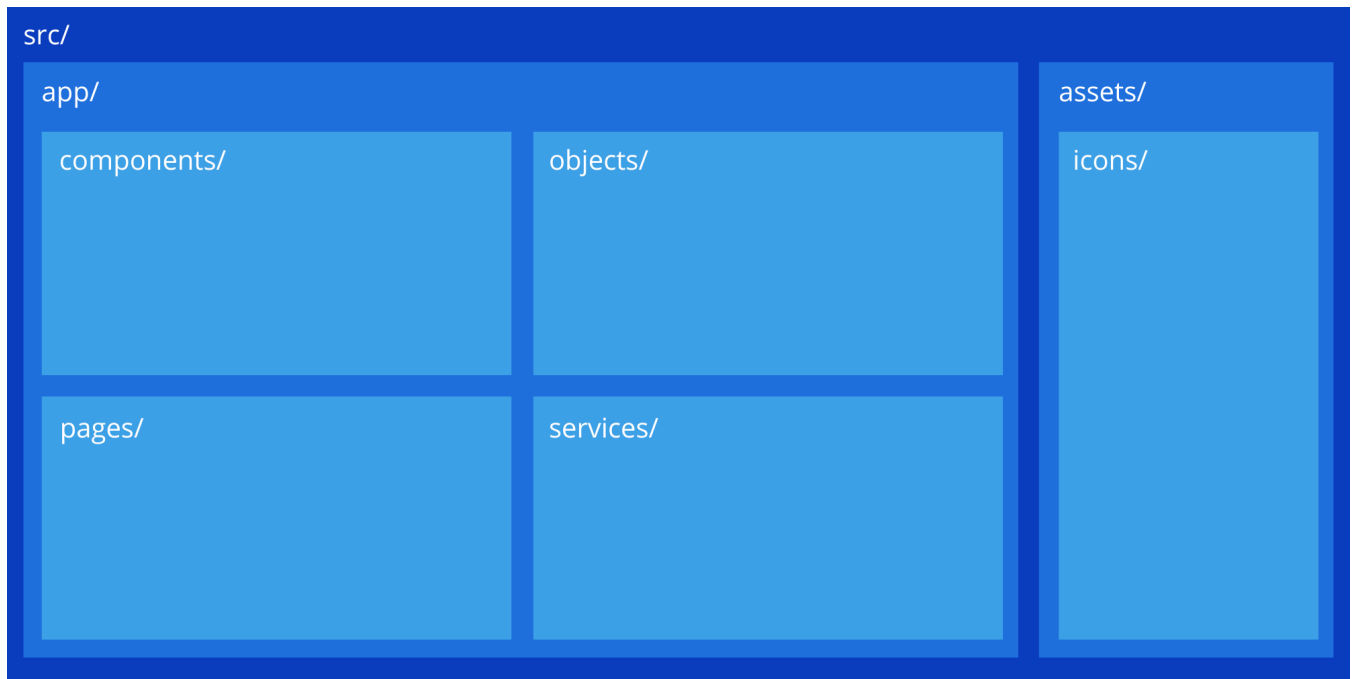 src/
app/
assets/
components/
objects/
icons/
pages/
services/